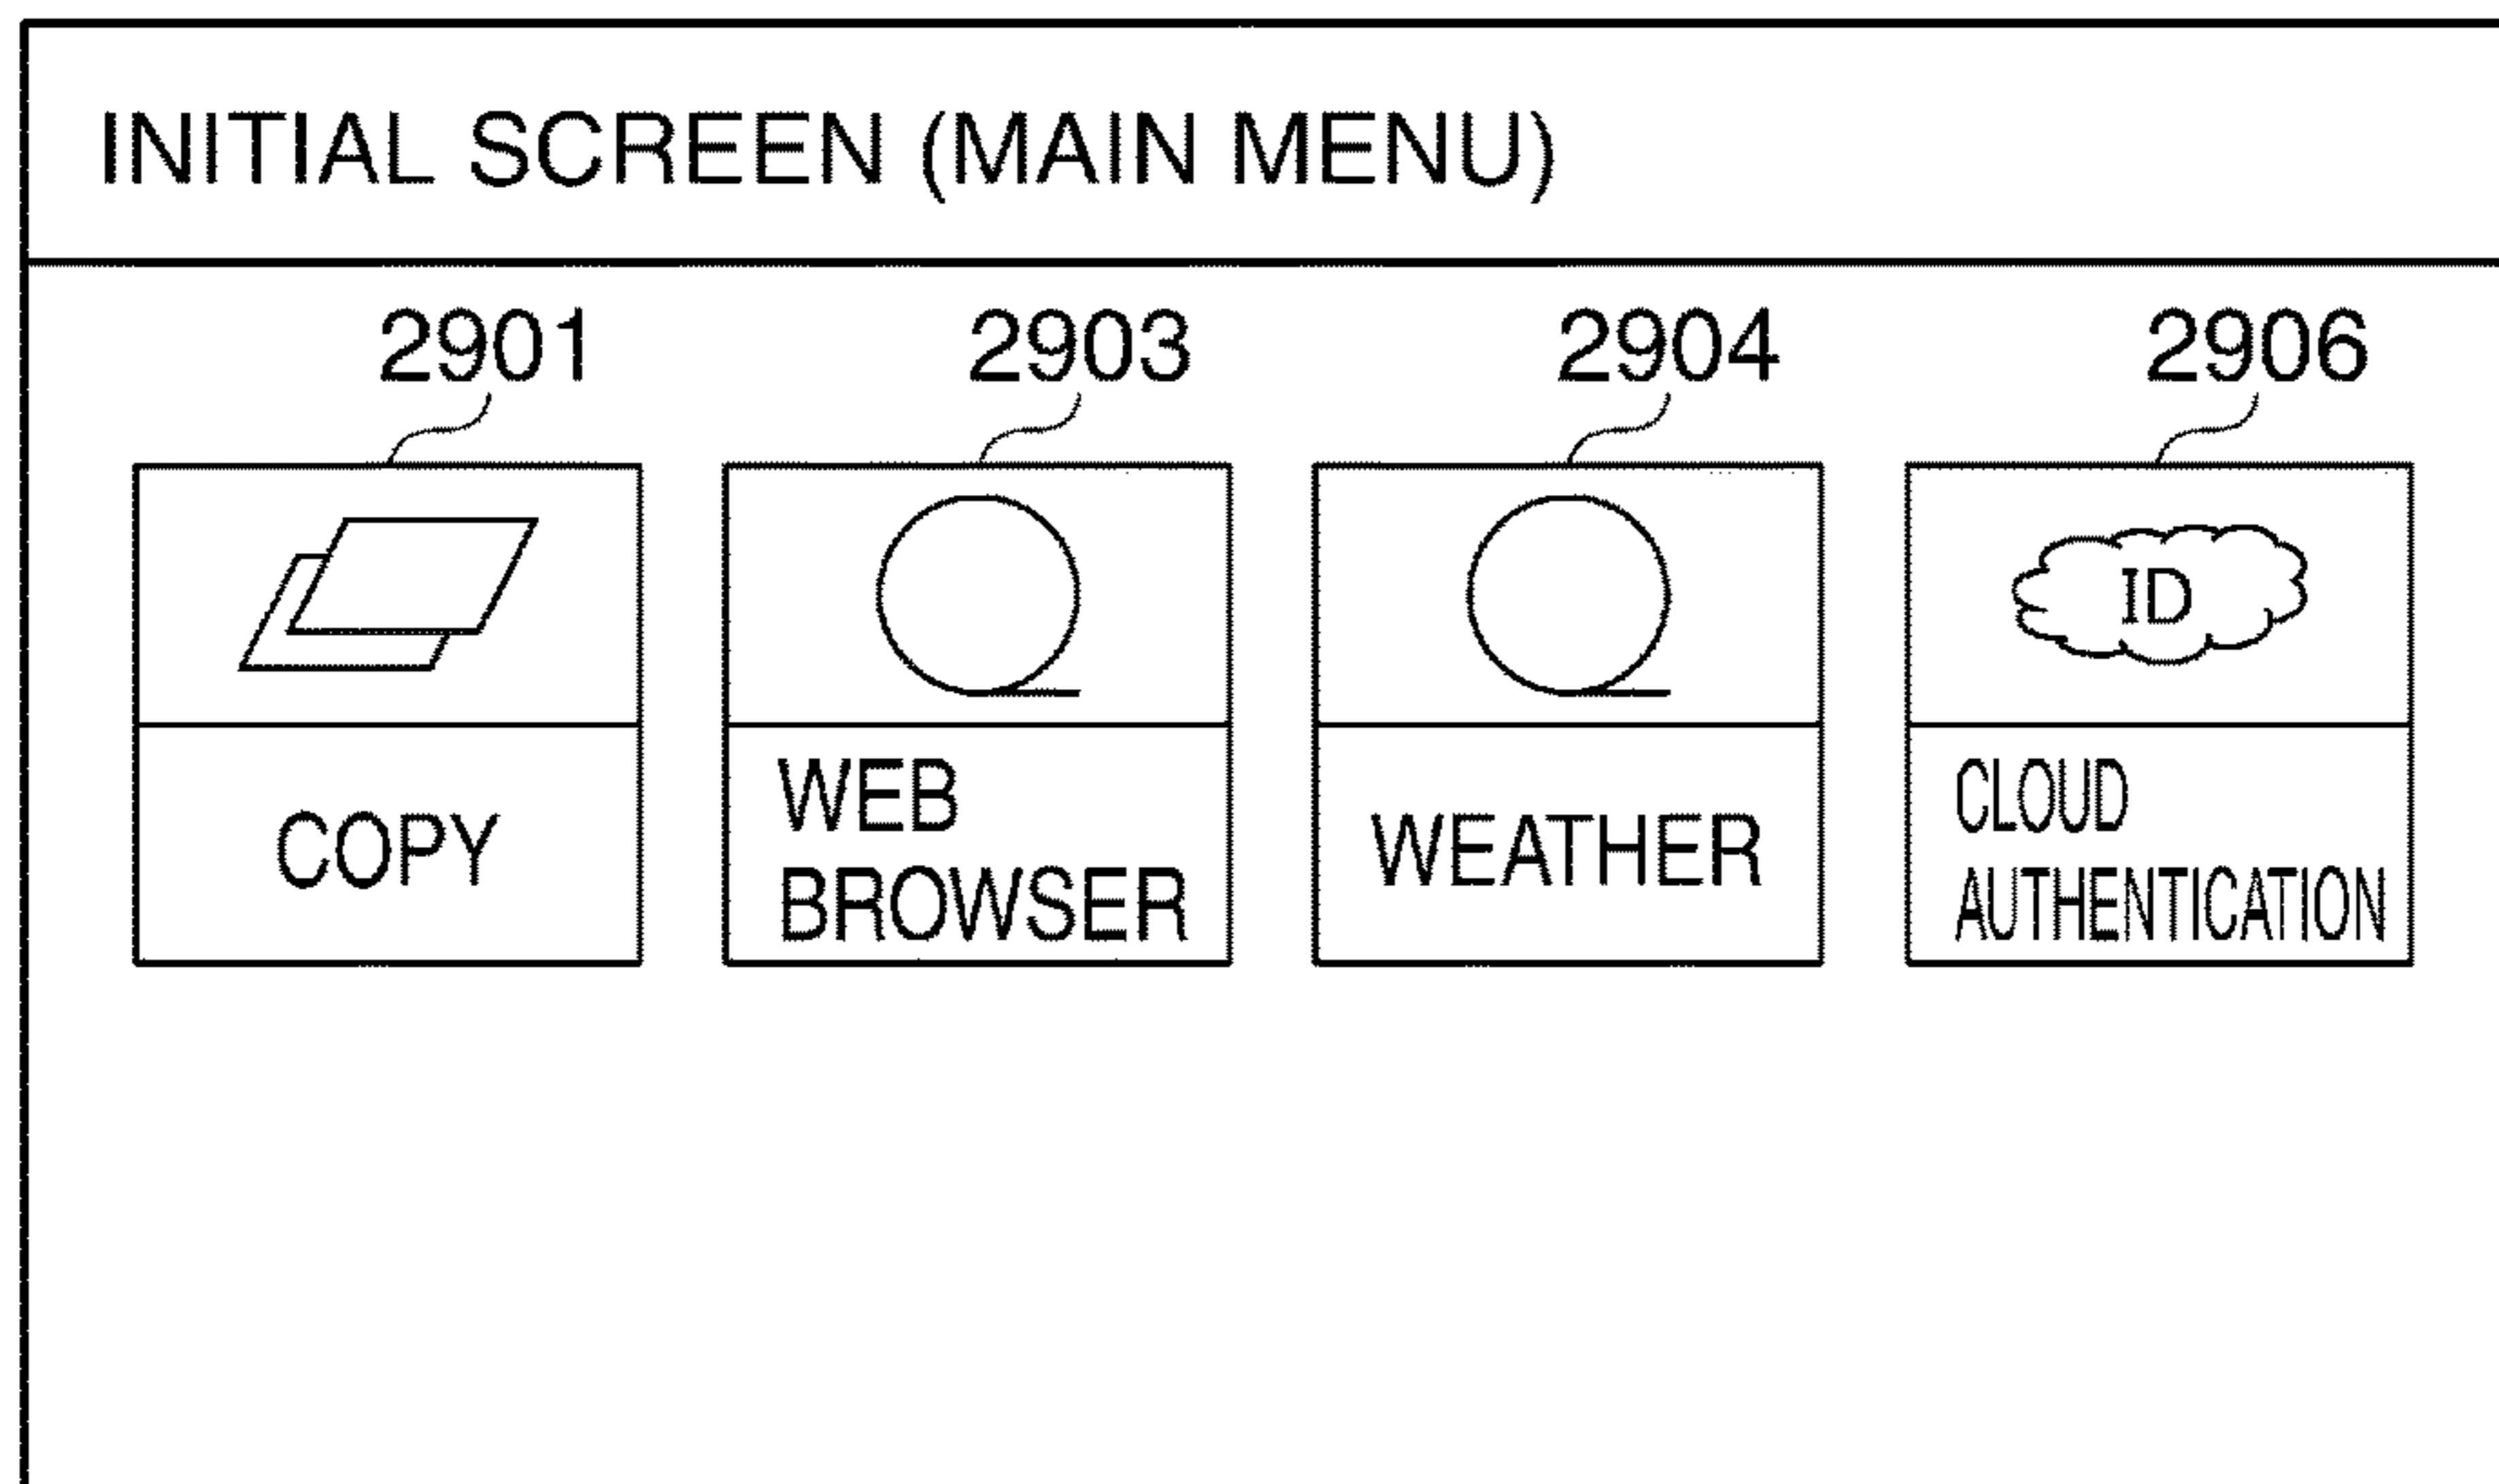 INITIAL SCREEN (MAIN MENU)
2901 2903 2904 2906
ID
COPY
WEB
BROWSER
WEATHER
CLOUD
AUTHENTICATION